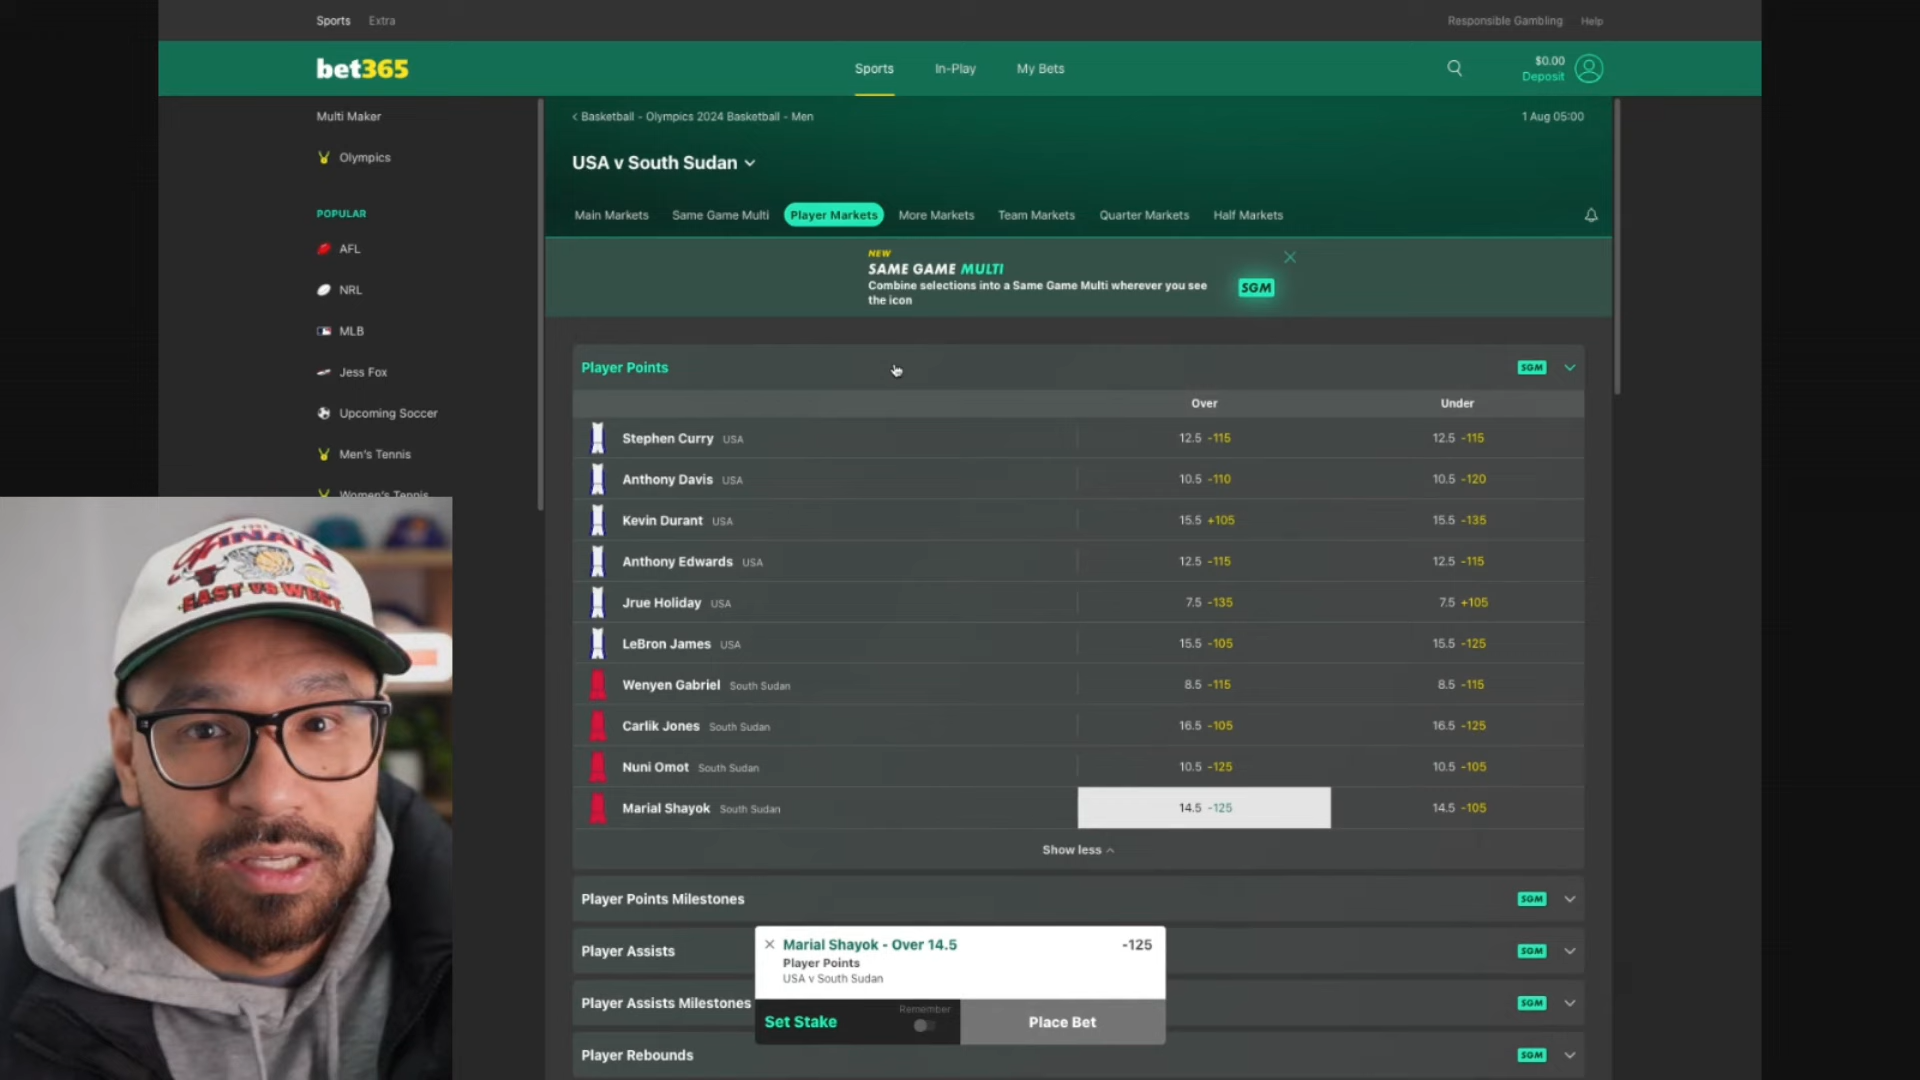 Sports Extra Responsible Gambling Help
bet365 Sports In-Play My Bets $0.00
Deposit
Multi Maker
Olympics
POPULAR
AFL
NRL
MLB
Jess Fox
Upcoming Soccer
Men's Tennis
Women's Tennis
< Basketball - Olympics 2024 Basketball - Men 1 Aug 05:00
USA v South Sudan
Main Markets Same Game Multi Player Markets More Markets Team Markets Quarter Markets Half Markets
NEW
SAME GAME MULTI
Combine selections into a Same Game Multi wherever you see
the icon
SGM
Player Points SGM
Over Under
Stephen Curry USA 12.5 -115 12.5 -115
Anthony Davis USA 10.5 -110 10.5 -120
Kevin Durant USA 15.5 +105 15.5 -135
Anthony Edwards USA 12.5 -115 12.5 -115
Jrue Holiday USA 7.5 -135 7.5 +105
LeBron James USA 15.5 -105 15.5 -125
Wenyen Gabriel South Sudan 8.5 -115 8.5 -115
Carlik Jones South Sudan 16.5 -105 16.5 -125
Nuni Omot South Sudan 10.5 -125 10.5 -105
Marial Shayok South Sudan 14.5 -125 14.5 -105
Show less
Player Points Milestones SGM
Player Assists SGM
Player Assists Milestones SGM
Player Rebounds SGM
Marial Shayok - Over 14.5 -125
Player Points
USA v South Sudan
Set Stake Remember Place Bet
FINALS
EAST VS WEST